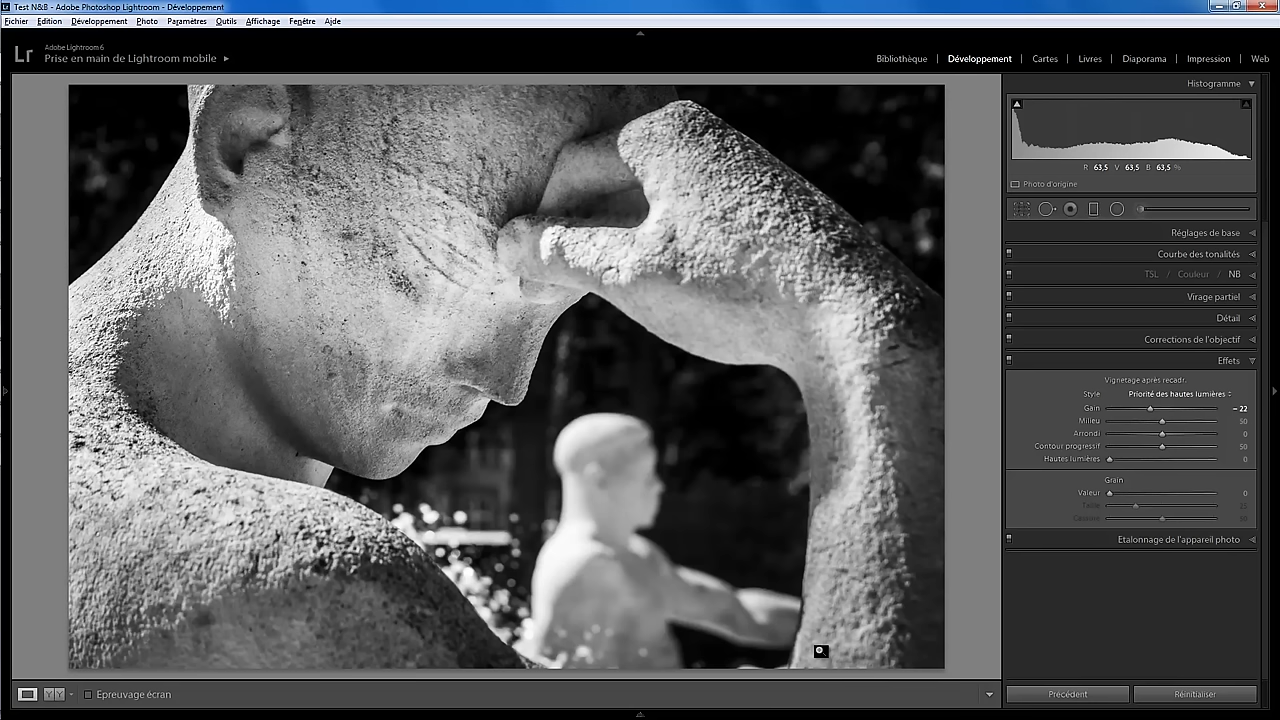 Test N&B - Adobe Photoshop Lightroom - Développement
Fichier Edition Développement Photo Paramètres Outils Affichage Fenêtre Aide
Lr
Adobe Lightroom 6
Prise en main de Lightroom mobile
Bibliothèque | Développement | Cartes | Livres | Diaporama | Impression | Web
Histogramme
R 63,5 V 63,5 B 63,5 %
Photo d'origine
Réglages de base
Courbe des tonalités
TSL / Couleur / NB
Virage partiel
Détail
Corrections de l'objectif
Effets
Vignetage après recadr.
Style Priorité des hautes lumières
Gain - 22
Milieu 50
Arrondi 0
Contour progressif 50
Hautes lumières 0
Grain
Valeur 0
Taille 25
Cassure 50
Etalonnage de l'appareil photo
Epreuvage écran
Précédent Réinitialiser